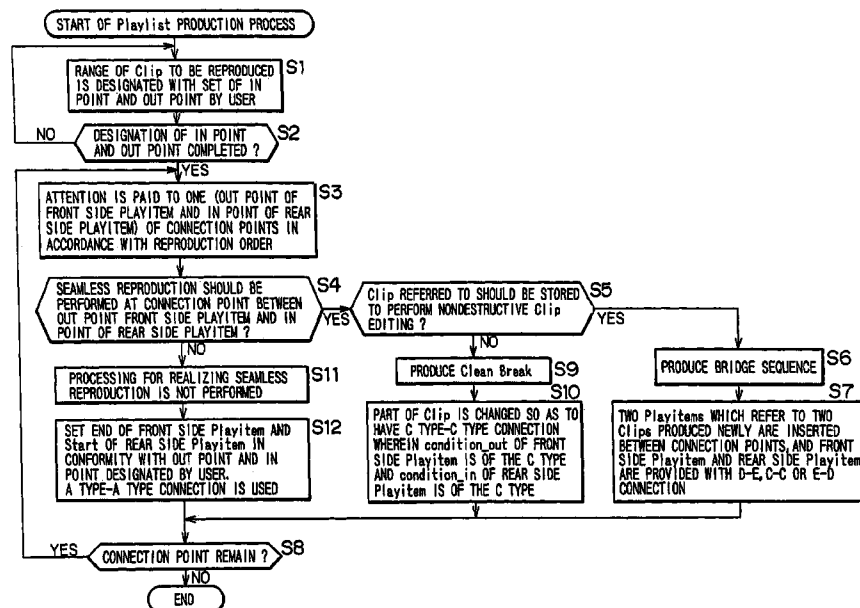 START OF Playlist PRODUCTION PROCESS
S1
RANGE OF Clip TO BE REPRODUCED
IS DESIGNATED WITH SET OF IN
POINT AND OUT POINT BY USER
NO
DESIGNATION OF IN POINT
AND OUT POINT COMPLETED ?
S2
YES
S3
ATTENTION IS PAID TO ONE (OUT POINT OF
FRONT SIDE PLAYITEM AND IN POINT OF REAR
SIDE PLAYITEM) OF CONNECTION POINTS IN
ACCORDANCE WITH REPRODUCTION ORDER
S4
SEAMLESS REPRODUCTION SHOULD BE
PERFORMED AT CONNECTION POINT BETWEEN
OUT POINT FRONT SIDE PLAYITEM AND IN
POINT OF REAR SIDE PLAYITEM ?
YES
NO
S5
Clip REFERRED TO SHOULD BE STORED
TO PERFORM NONDESTRUCTIVE Clip
EDITING ?
YES
NO
S11
PROCESSING FOR REALIZING SEAMLESS
REPRODUCTION IS NOT PERFORMED
S9
PRODUCE Clean Break
S6
PRODUCE BRIDGE SEQUENCE
S12
SET END OF FRONT SIDE Playitem AND
Start OF REAR SIDE Playitem IN
CONFORMITY WITH OUT POINT AND IN
POINT DESIGNATED BY USER.
A TYPE-A TYPE CONNECTION IS USED
S10
PART OF Clip IS CHANGED SO AS TO
HAVE C TYPE-C TYPE CONNECTION
WHEREIN condition_out OF FRONT
SIDE Playitem IS OF THE C TYPE
AND condition_in OF REAR SIDE
Playitem IS OF THE C TYPE
S7
TWO Playitems WHICH REFER TO TWO
Clips PRODUCED NEWLY ARE INSERTED
BETWEEN CONNECTION POINTS, AND FRONT
SIDE Playitem AND REAR SIDE Playitem
ARE PROVIDED WITH D-E, C-C OR E-D
CONNECTION
YES
CONNECTION POINT REMAIN ?
S8
NO
END